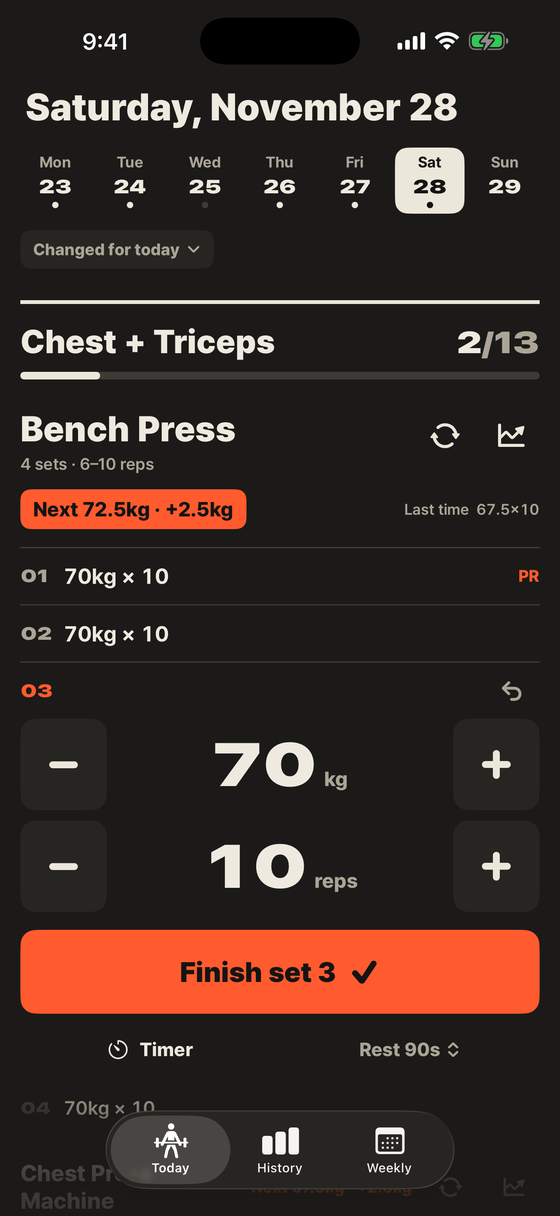 9:41
Saturday, November 28
Mon Tue Wed Thu Fri Sat Sun
23 24 25 26 27 28 29
Changed for today
Chest + Triceps 2/13
Bench Press
4 sets · 6–10 reps
Next 72.5kg · +2.5kg Last time 67.5×10
01 70kg × 10 PR
02 70kg × 10
03
70 kg
10 reps
Finish set 3
Timer Rest 90s
04 70kg × 10
Today History Weekly
Chest
Machine